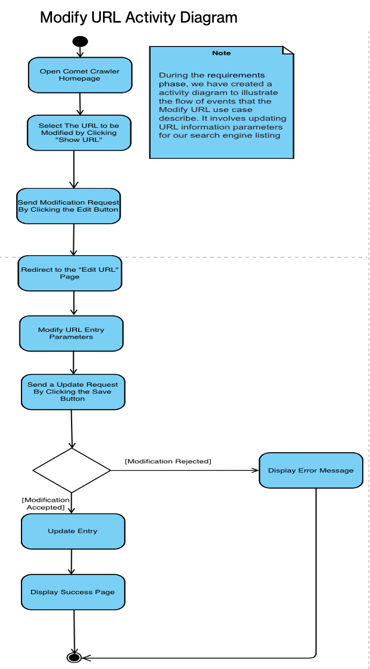 Modify URL Activity Diagram
Note
During the requirements
phase, we have created a
activity diagram to illustrate
the flow of events that the
Modify URL use case
describe. It involves updating
URL information parameters
for our search engine listing
Open Comet Crawler
Homepage
Select The URL to be
Modified by Clicking
"Show URL"
Send Modification Request
By Clicking the Edit Button
Redirect to the "Edit URL"
Page
Modify URL Entry
Parameters
Send a Update Request
By Clicking the Save
Button
[Modification Rejected]
Display Error Message
[Modification
Accepted]
Update Entry
Display Success Page